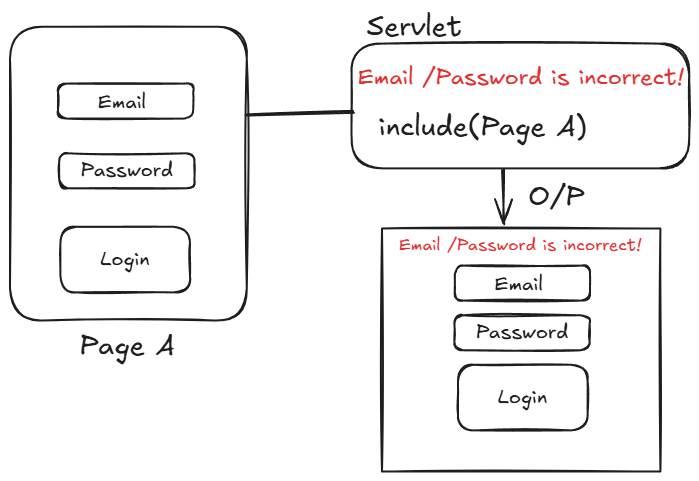 Email
Password
Login
Page A
Servlet
Email /Password is incorrect!
include(Page A)
O/P
Email /Password is incorrect!
Email
Password
Login